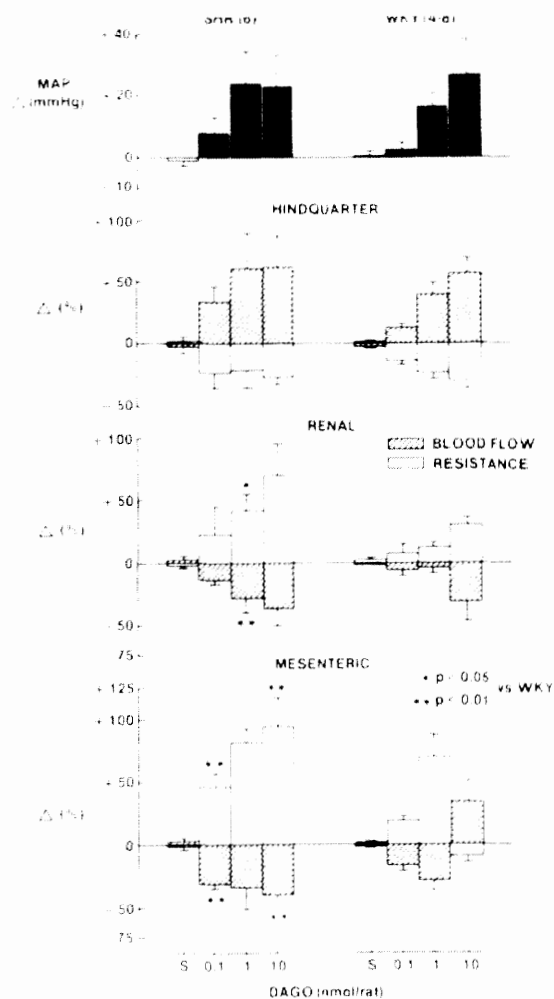 SHR (6) WKY (4-8)
+ 40
MAP
△ (mmHg)
+ 20
0
- 10
HINDQUARTER
+ 100
+ 50
△ (%)
0
- 50
RENAL
+ 100
BLOOD FLOW
RESISTANCE
+ 50
△ (%)
*
0
- 50
**
75
MESENTERIC
+ 125
* p < 0.05
** p < 0.01
vs WKY
**
+ 100
+ 50
**
△ (%)
0
- 50
** **
75
S 0.1 1 10 S 0.1 1 10
DAGO (nmol/rat)